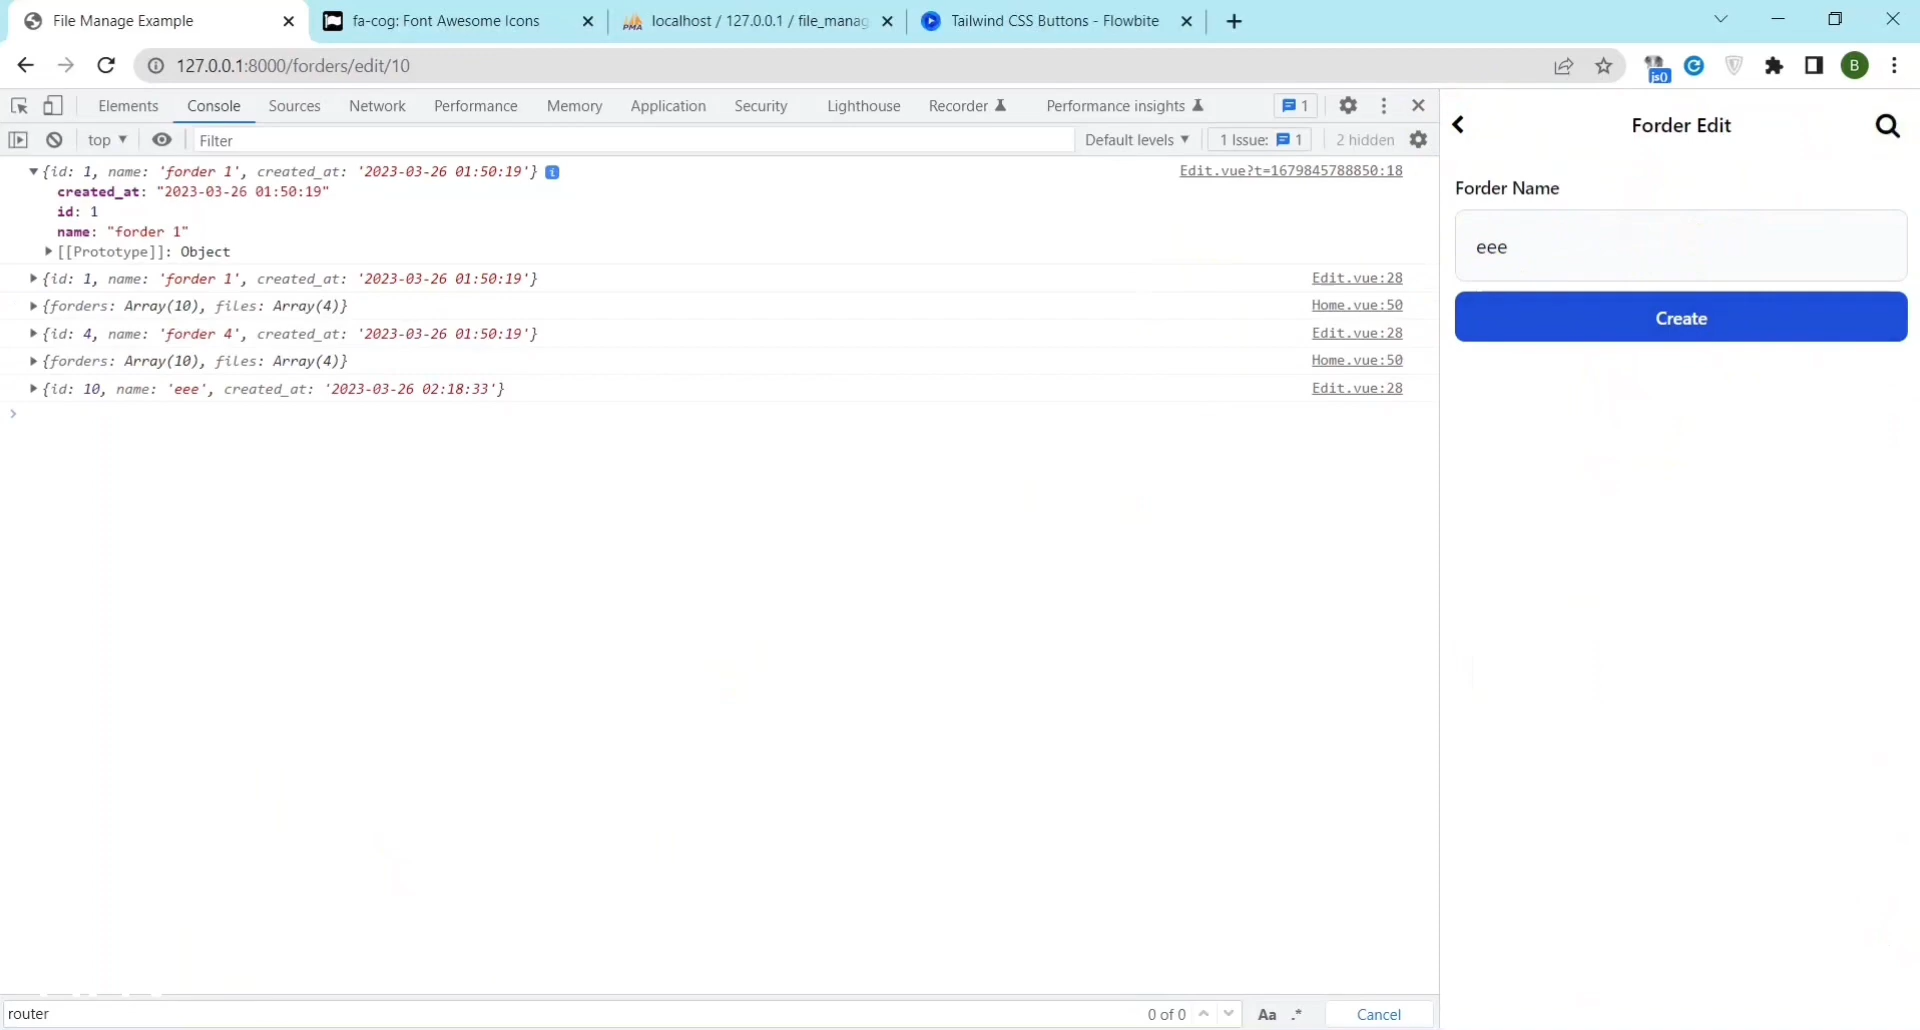 File Manage Example
fa-cog: Font Awesome Icons
PMA
localhost / 127.0.0.1 / file_manag
Tailwind CSS Buttons - Flowbite
127.0.0.1:8000/forders/edit/10
js()
B
Elements
Console
Sources
Network
Performance
Memory
Application
Security
Lighthouse
Recorder
Performance insights
1
top
Filter
Default levels
1 Issue:
1
2 hidden
{id: 1, name: 'forder 1', created_at: '2023-03-26 01:50:19'} i
Edit.vue?t=1679845788850:18
created_at: "2023-03-26 01:50:19"
id: 1
name: "forder 1"
[[Prototype]]: Object
{id: 1, name: 'forder 1', created_at: '2023-03-26 01:50:19'}
Edit.vue:28
{forders: Array(10), files: Array(4)}
Home.vue:50
{id: 4, name: 'forder 4', created_at: '2023-03-26 01:50:19'}
Edit.vue:28
{forders: Array(10), files: Array(4)}
Home.vue:50
{id: 10, name: 'eee', created_at: '2023-03-26 02:18:33'}
Edit.vue:28
Forder Edit
Forder Name
eee
Create
router
0 of 0
Aa
.*
Cancel